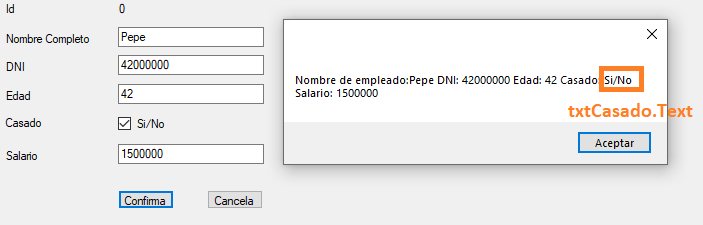 Id 0
Nombre Completo Pepe
DNI 42000000
Edad 42
Casado Si/No
Salario 1500000
Confirma Cancela
Nombre de empleado:Pepe DNI: 42000000 Edad: 42 Casado: Si/No
Salario: 1500000
txtCasado.Text
Aceptar